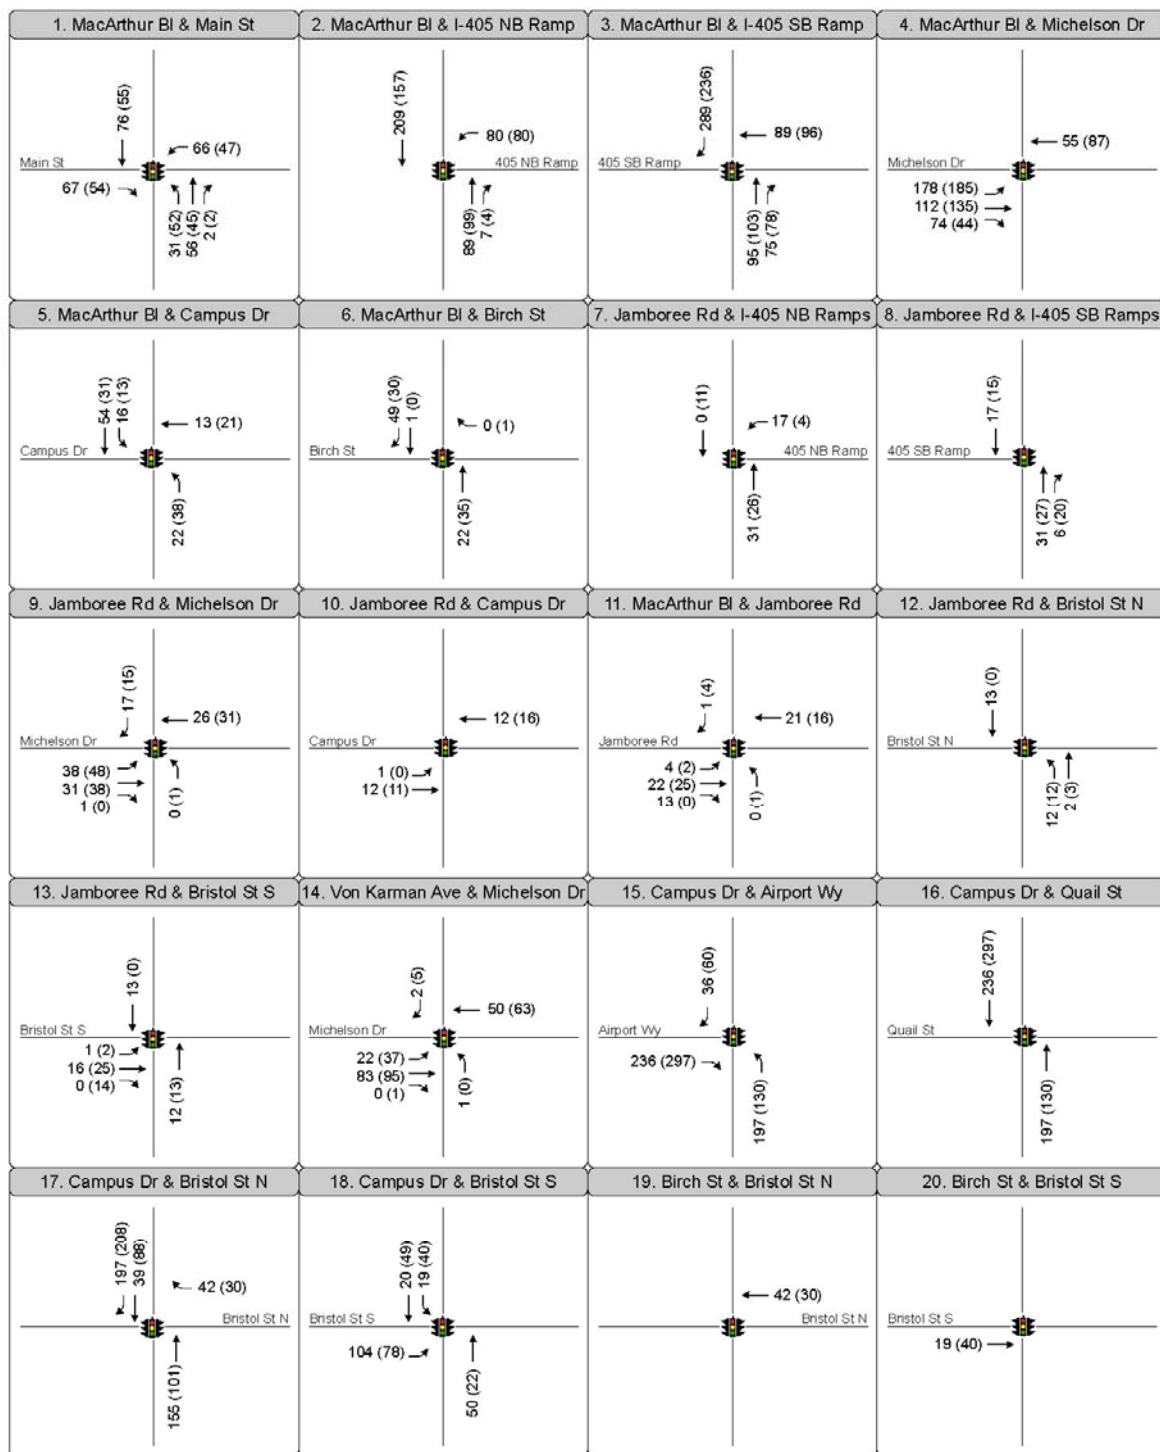 1. MacArthur Bl & Main St
76 (55)
66 (47)
Main St
67 (54)
31 (52)
56 (45)
2 (2)
2. MacArthur Bl & I-405 NB Ramp
209 (157)
80 (80)
405 NB Ramp
89 (99)
7 (4)
3. MacArthur Bl & I-405 SB Ramp
289 (236)
89 (96)
405 SB Ramp
95 (103)
75 (78)
4. MacArthur Bl & Michelson Dr
55 (87)
Michelson Dr
178 (185)
112 (135)
74 (44)
5. MacArthur Bl & Campus Dr
54 (31)
16 (13)
13 (21)
Campus Dr
22 (38)
6. MacArthur Bl & Birch St
49 (30)
1 (0)
0 (1)
Birch St
22 (35)
7. Jamboree Rd & I-405 NB Ramps
0 (11)
17 (4)
405 NB Ramp
31 (26)
8. Jamboree Rd & I-405 SB Ramps
17 (15)
405 SB Ramp
31 (27)
6 (20)
9. Jamboree Rd & Michelson Dr
17 (15)
26 (31)
Michelson Dr
38 (48)
31 (38)
1 (0)
0 (1)
10. Jamboree Rd & Campus Dr
12 (16)
Campus Dr
1 (0)
12 (11)
11. MacArthur Bl & Jamboree Rd
1 (4)
21 (16)
Jamboree Rd
4 (2)
22 (25)
13 (0)
0 (1)
12. Jamboree Rd & Bristol St N
13 (0)
Bristol St N
12 (12)
2 (3)
13. Jamboree Rd & Bristol St S
13 (0)
Bristol St S
1 (2)
16 (25)
0 (14)
12 (13)
14. Von Karman Ave & Michelson Dr
2 (5)
50 (63)
Michelson Dr
22 (37)
83 (95)
0 (1)
1 (0)
15. Campus Dr & Airport Wy
36 (60)
Airport Wy
236 (297)
197 (130)
16. Campus Dr & Quail St
236 (297)
Quail St
197 (130)
17. Campus Dr & Bristol St N
197 (208)
39 (88)
42 (30)
Bristol St N
155 (101)
18. Campus Dr & Bristol St S
20 (49)
19 (40)
Bristol St S
104 (78)
50 (22)
19. Birch St & Bristol St N
42 (30)
Bristol St N
20. Birch St & Bristol St S
Bristol St S
19 (40)